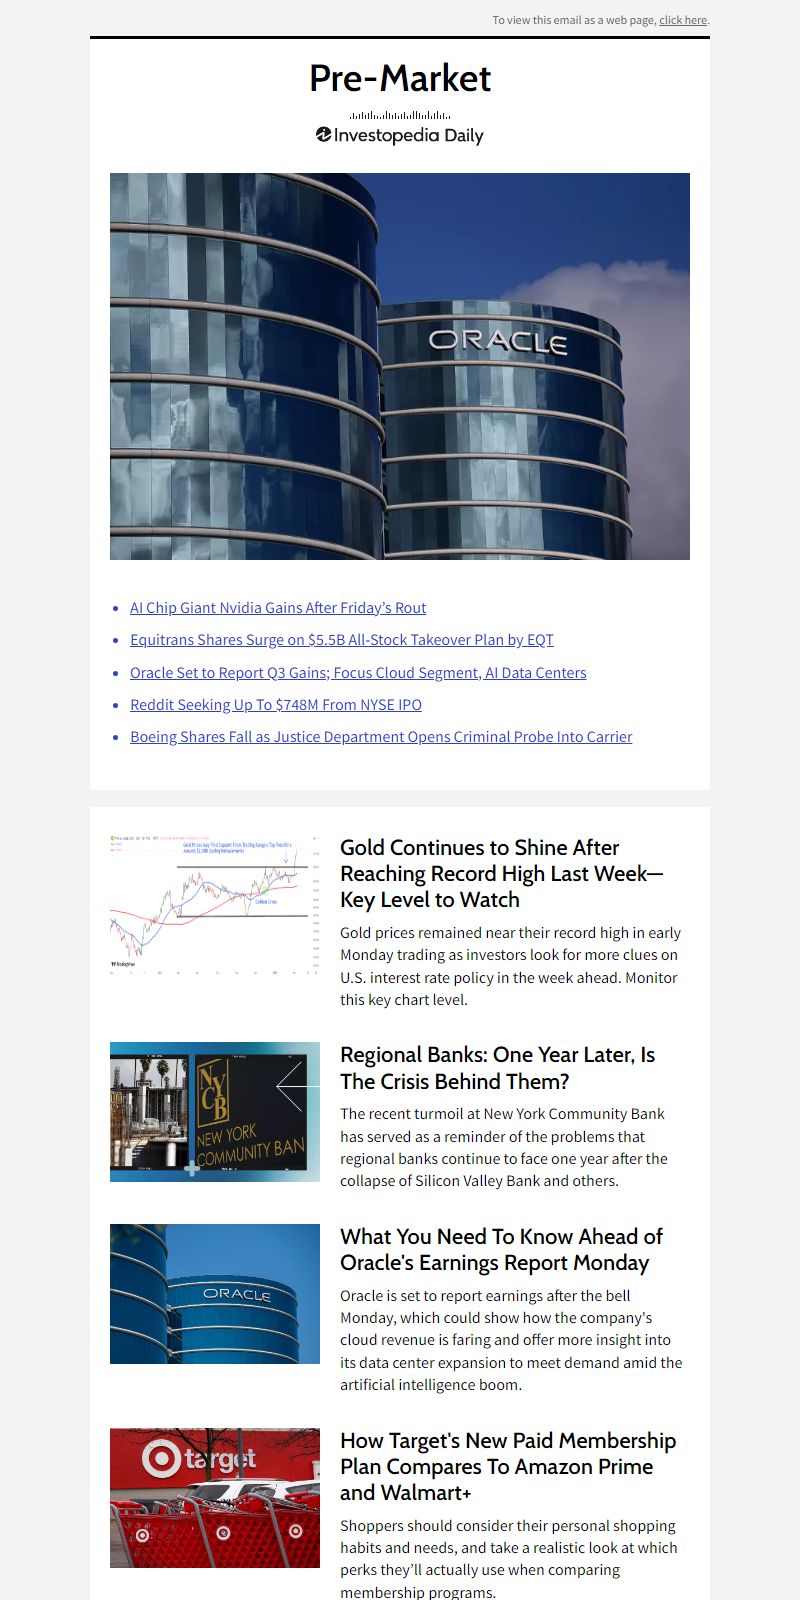 To view this email as a web page, click here.
Pre-Market
Investopedia Daily
ORACLE
AI Chip Giant Nvidia Gains After Friday’s Rout
Equitrans Shares Surge on $5.5B All-Stock Takeover Plan by EQT
Oracle Set to Report Q3 Gains; Focus Cloud Segment, AI Data Centers
Reddit Seeking Up To $748M From NYSE IPO
Boeing Shares Fall as Justice Department Opens Criminal Probe Into Carrier
Golden Cross
TradingView
Gold Continues to Shine After
Reaching Record High Last Week—
Key Level to Watch
Gold prices remained near their record high in early
Monday trading as investors look for more clues on
U.S. interest rate policy in the week ahead. Monitor
this key chart level.
NYCB
NEW YORK
COMMUNITY BAN
Regional Banks: One Year Later, Is
The Crisis Behind Them?
The recent turmoil at New York Community Bank
has served as a reminder of the problems that
regional banks continue to face one year after the
collapse of Silicon Valley Bank and others.
ORACLE
What You Need To Know Ahead of
Oracle's Earnings Report Monday
Oracle is set to report earnings after the bell
Monday, which could show how the company's
cloud revenue is faring and offer more insight into
its data center expansion to meet demand amid the
artificial intelligence boom.
target
How Target's New Paid Membership
Plan Compares To Amazon Prime
and Walmart+
Shoppers should consider their personal shopping
habits and needs, and take a realistic look at which
perks they’ll actually use when comparing
membership programs.